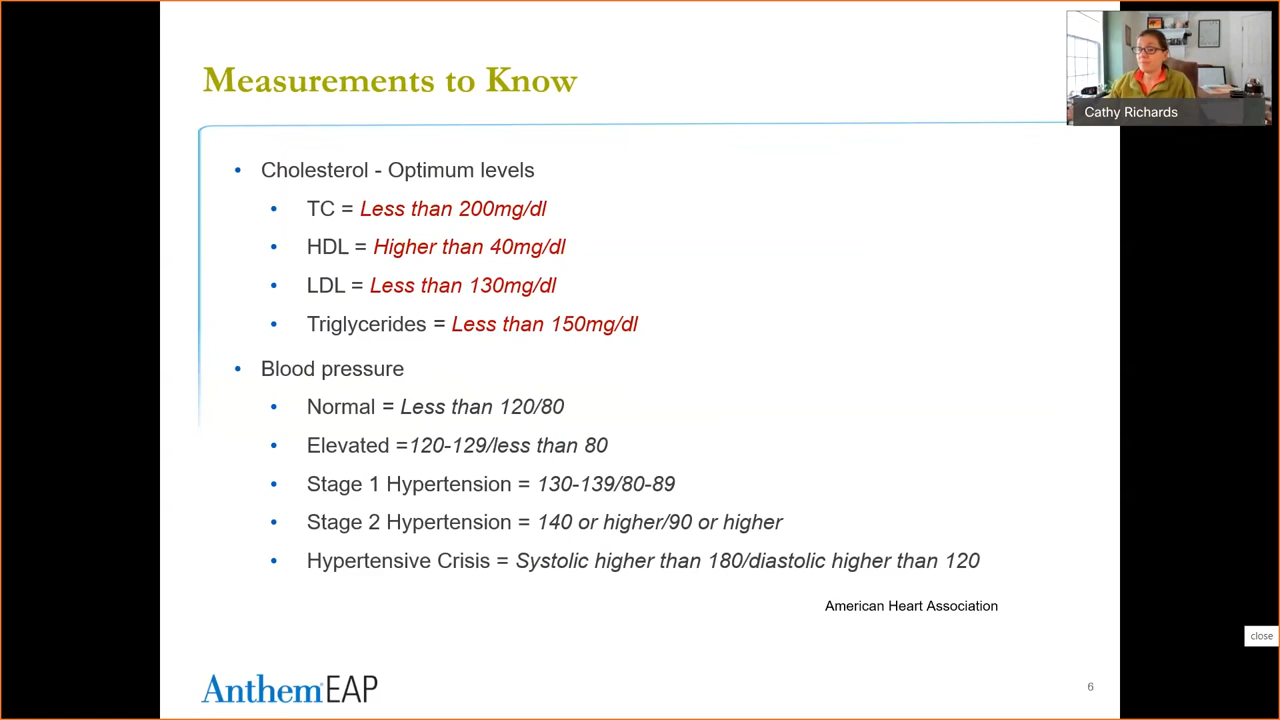 Measurements to Know
Cathy Richards
• Cholesterol - Optimum levels
• TC = Less than 200mg/dl
• HDL = Higher than 40mg/dl
• LDL = Less than 130mg/dl
• Triglycerides = Less than 150mg/dl
• Blood pressure
• Normal = Less than 120/80
• Elevated =120-129/less than 80
• Stage 1 Hypertension = 130-139/80-89
• Stage 2 Hypertension = 140 or higher/90 or higher
• Hypertensive Crisis = Systolic higher than 180/diastolic higher than 120
American Heart Association
close
Anthem EAP
6